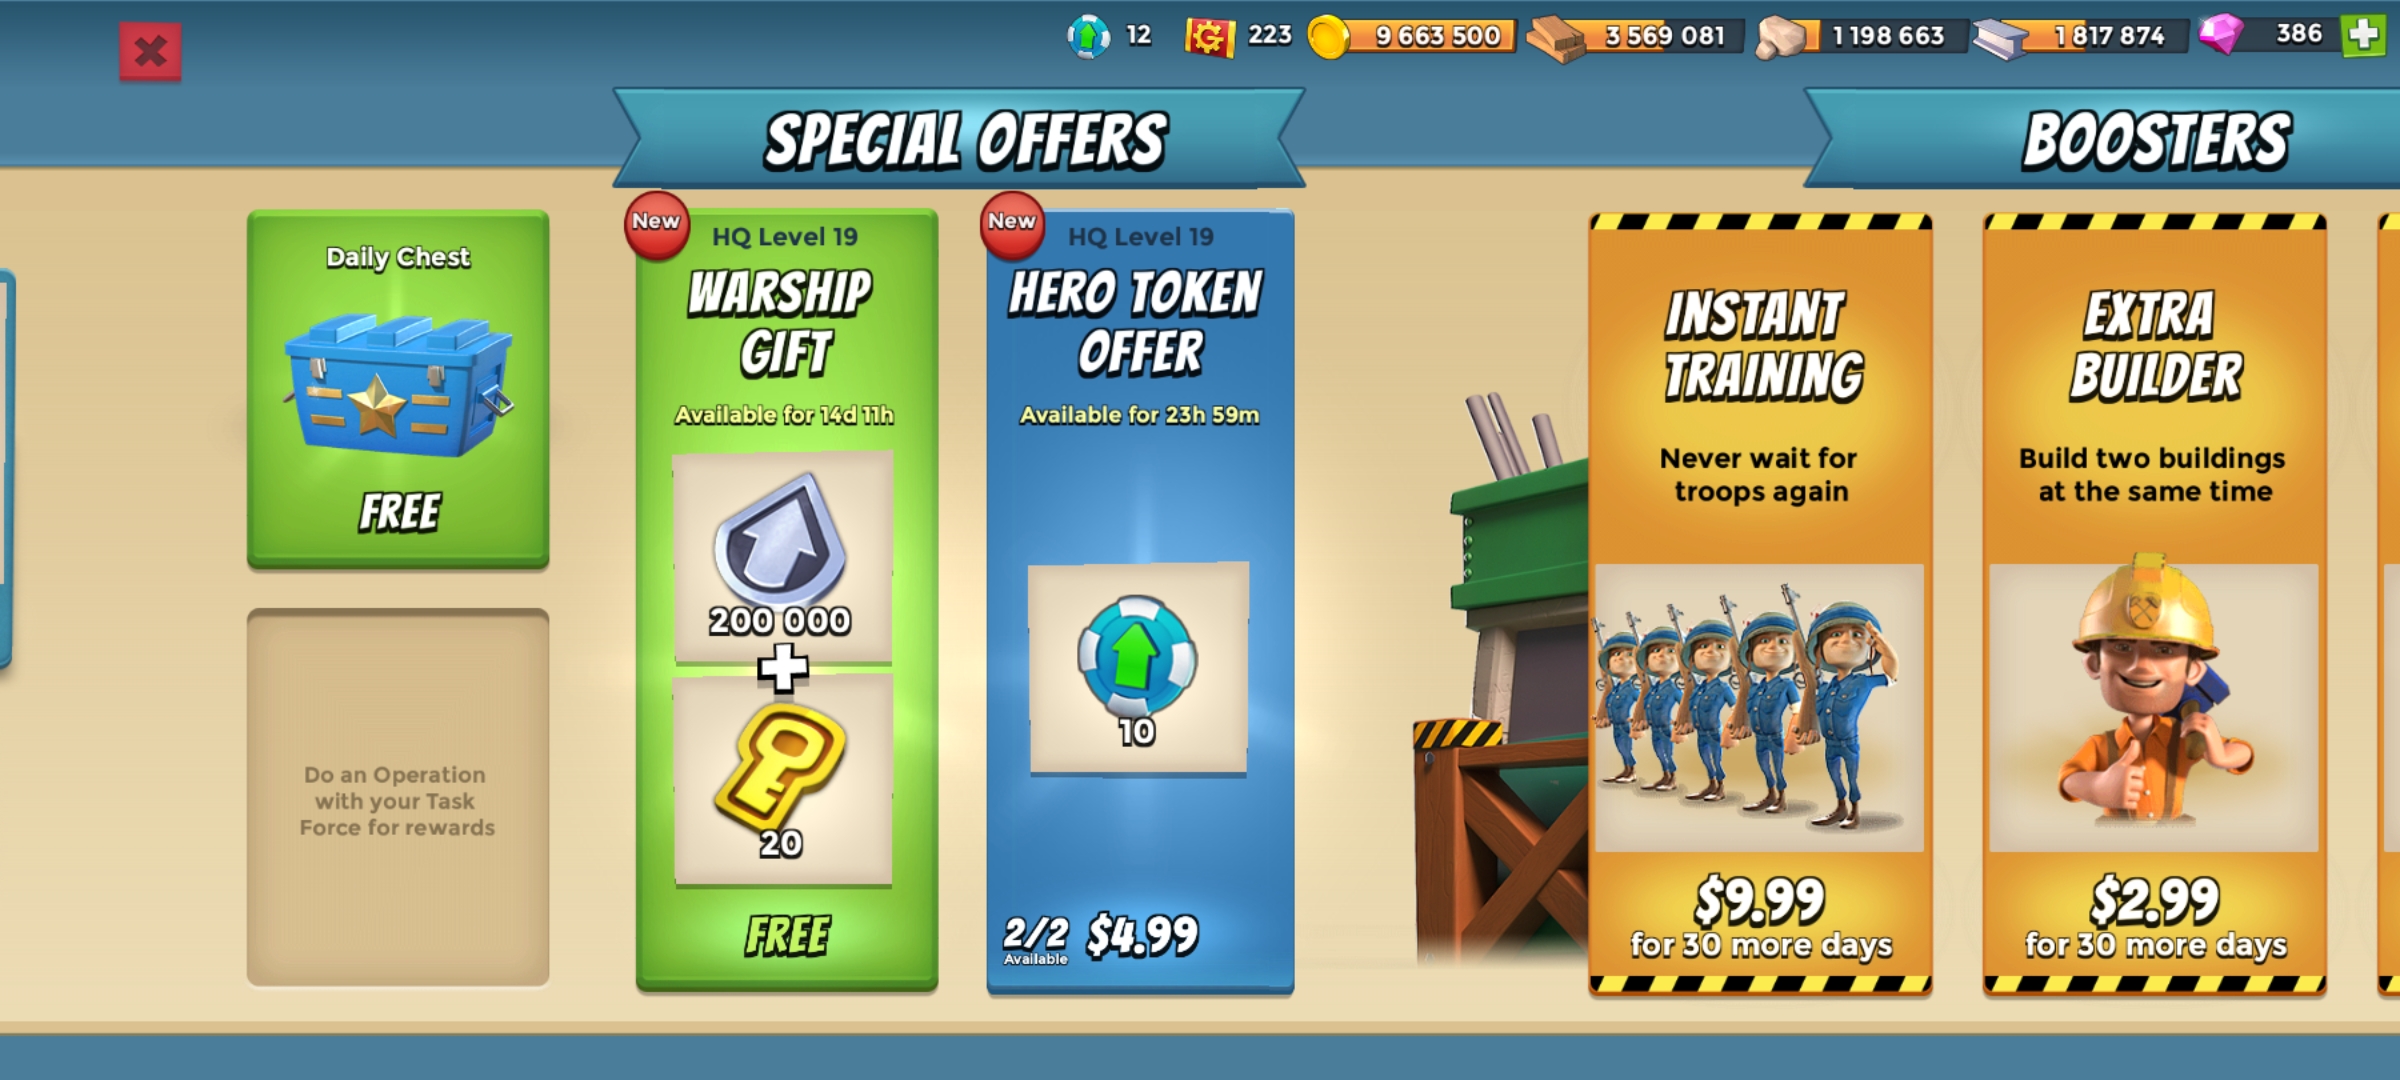 12
223
9 663 500
3 569 081
1 198 663
1 817 874
386
SPECIAL OFFERS
BOOSTERS
Daily Chest
FREE
Do an Operation
with your Task
Force for rewards
New
HQ Level 19
WARSHIP
GIFT
Available for 14d 11h
200 000
20
FREE
New
HQ Level 19
HERO TOKEN
OFFER
Available for 23h 59m
10
2/2
Available
$4.99
INSTANT
TRAINING
Never wait for
troops again
$9.99
for 30 more days
EXTRA
BUILDER
Build two buildings
at the same time
$2.99
for 30 more days